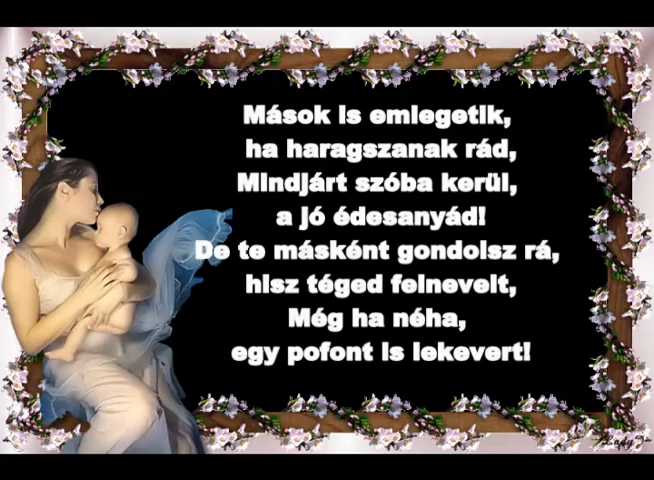 Mások is emlegetik,
ha haragszanak rád,
Mindjárt szóba kerül,
a jó édesanyád!
De te másként gondolsz rá,
hisz téged felnevelt,
Még ha néha,
egy pofont is lekevert!